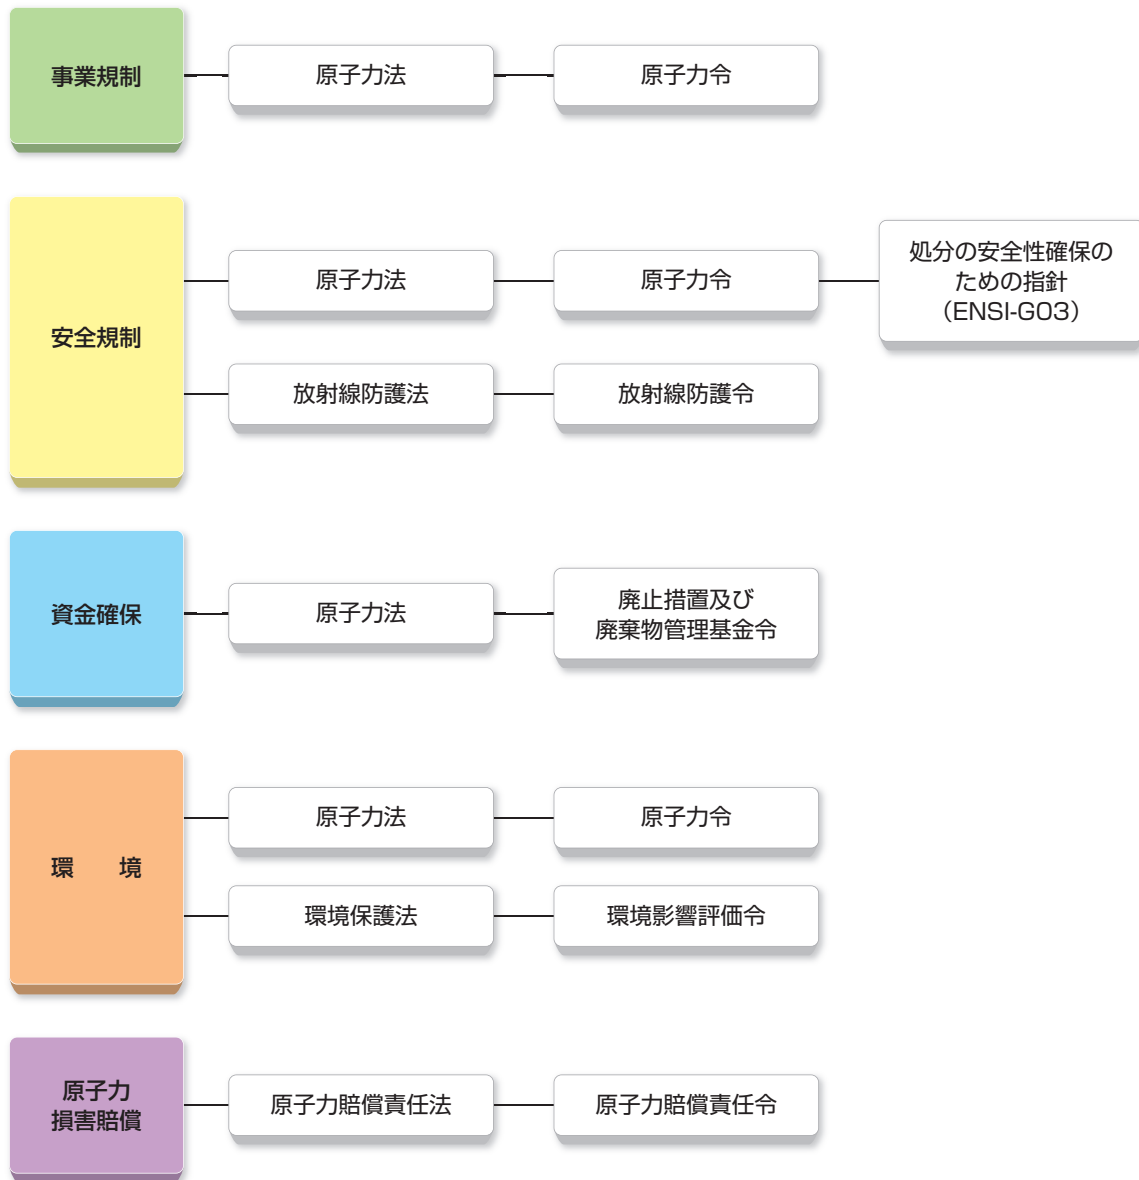 事業規制
原子力法
原子力令
安全規制
原子力法
原子力令
処分の安全性確保の
ための指針
（ENSI-G03）
放射線防護法
放射線防護令
資金確保
原子力法
廃止措置及び
廃棄物管理基金令
環　　境
原子力法
原子力令
環境保護法
環境影響評価令
原子力
損害賠償
原子力賠償責任法
原子力賠償責任令